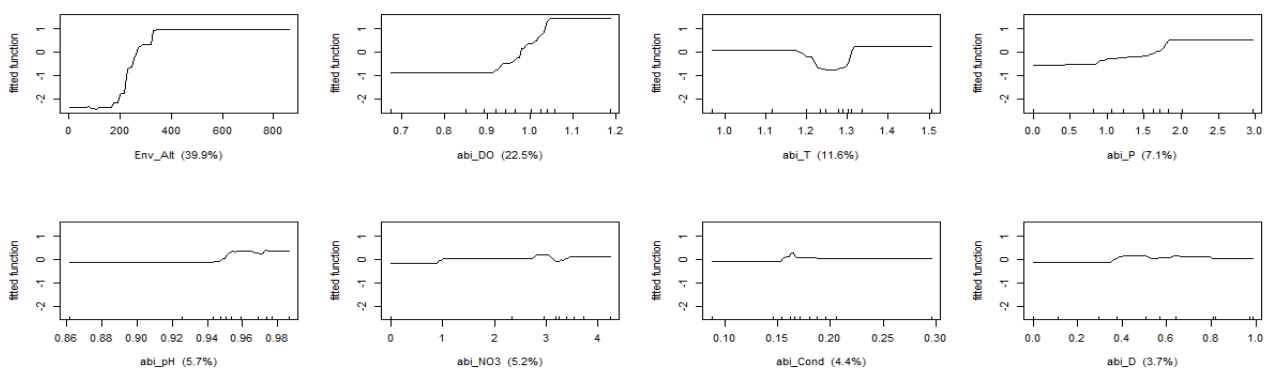 fitted function
-2 -1 0 1
0 200 400 600 800
Env_Alt (39.9%)
fitted function
-2 -1 0 1
0.7 0.8 0.9 1.0 1.1 1.2
abi_DO (22.5%)
fitted function
-2 -1 0 1
1.0 1.1 1.2 1.3 1.4 1.5
abi_T (11.6%)
fitted function
-2 -1 0 1
0.0 0.5 1.0 1.5 2.0 2.5 3.0
abi_P (7.1%)
fitted function
-2 -1 0 1
0.86 0.88 0.90 0.92 0.94 0.96 0.98
abi_pH (5.7%)
fitted function
-2 -1 0 1
0 1 2 3 4
abi_NO3 (5.2%)
fitted function
-2 -1 0 1
0.10 0.15 0.20 0.25 0.30
abi_Cond (4.4%)
fitted function
-2 -1 0 1
0.0 0.2 0.4 0.6 0.8 1.0
abi_D (3.7%)